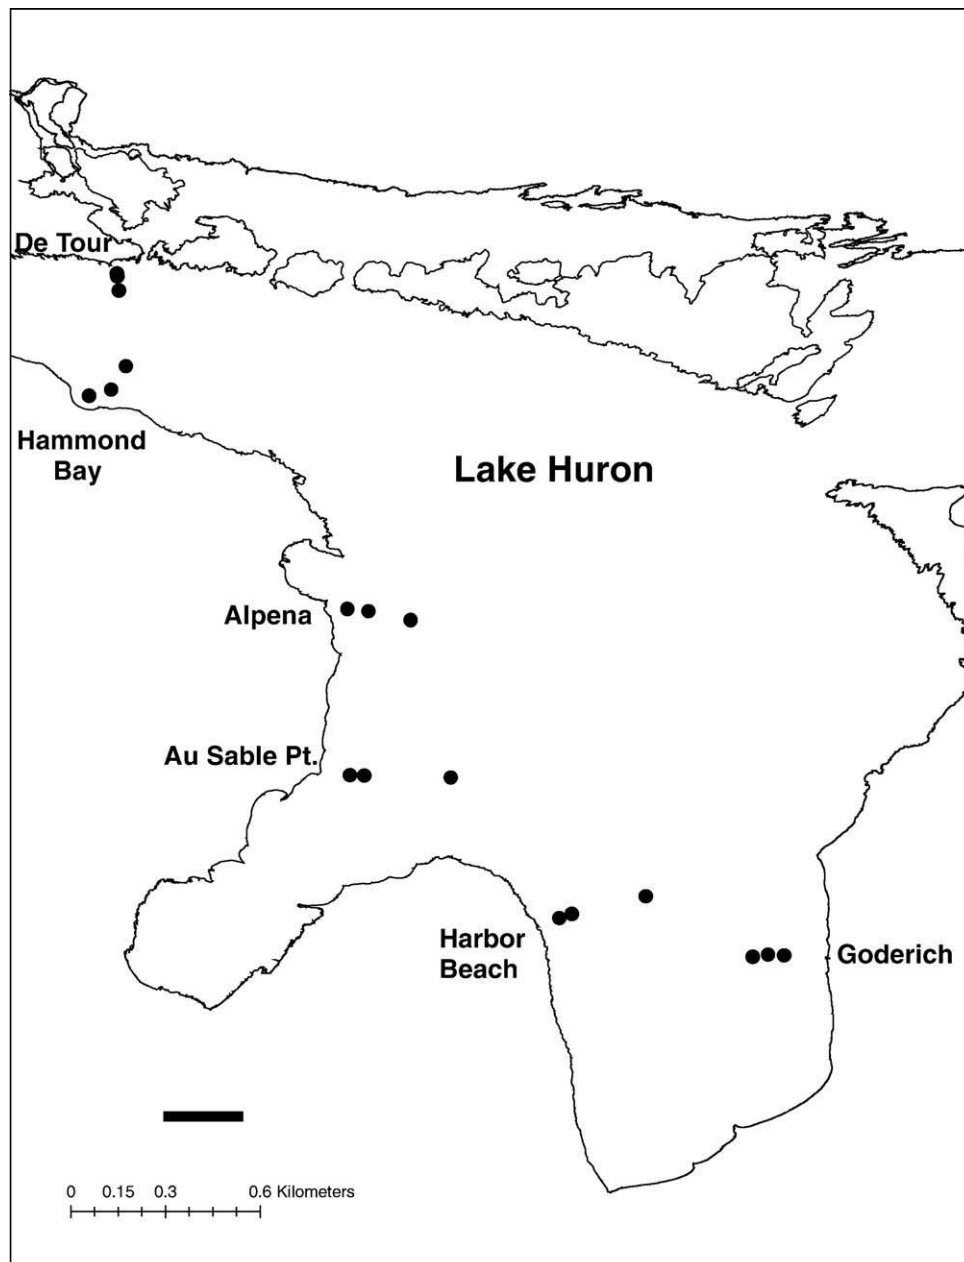 De Tour
Hammond
Bay
Lake Huron
Alpena
Au Sable Pt.
Harbor
Beach
Goderich
0 0.15 0.3 0.6 Kilometers